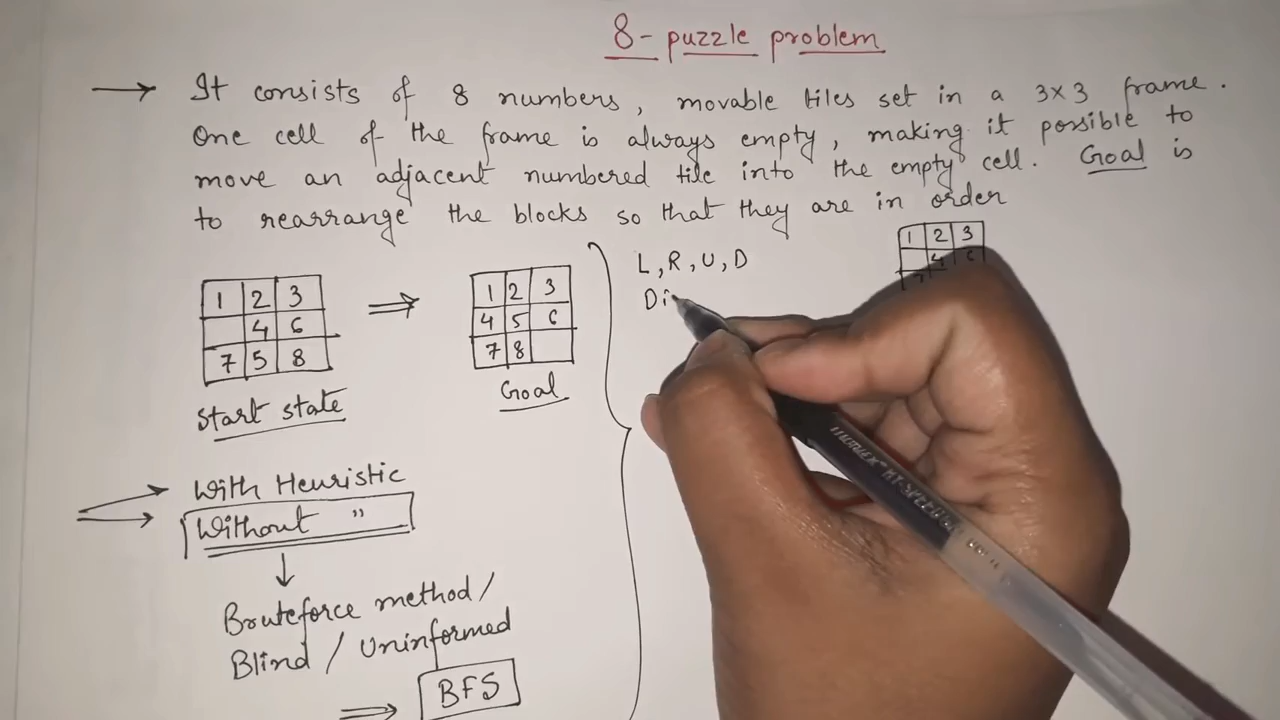 8- puzzle problem
It consists of 8 numbers, movable tiles set in a 3×3 frame.
One cell of the frame is always empty, making it possible to
move an adjacent numbered tile into the empty cell. Goal is
to rearrange the blocks so that they are in order
1 2 3
4 6
7 5 8
Start state
1 2 3
4 5 6
7 8
Goal
L, R, U, D
Di
1 2 3
4
With Heuristic
Without "
Bruteforce method/
Blind / Uninformed
BFS